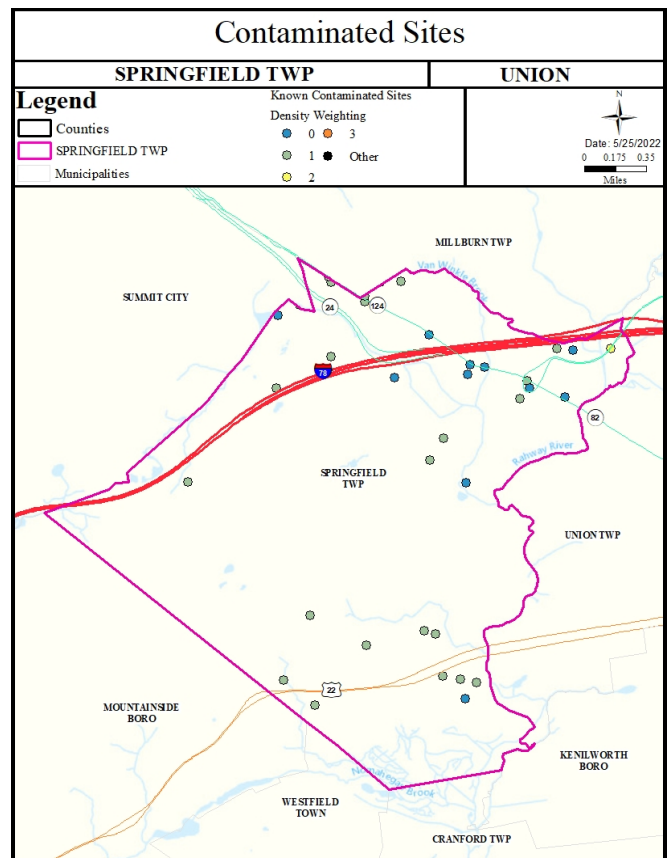 Contaminated Sites
SPRINGFIELD TWP
UNION
Legend
Counties
SPRINGFIELD TWP
Municipalities
Known Contaminated Sites
Density Weighting
0
3
1
Other
2
N
Date: 5/25/2022
0 0.175 0.35
Miles
MILLBURN TWP
Van Winkle Brook
SUMMIT CITY
24
124
78
82
Rahway River
SPRINGFIELD
TWP
UNION TWP
22
MOUNTAINSIDE
BORO
KENILWORTH
BORO
Nomahegan Brook
WESTFIELD
TOWN
CRANFORD TWP